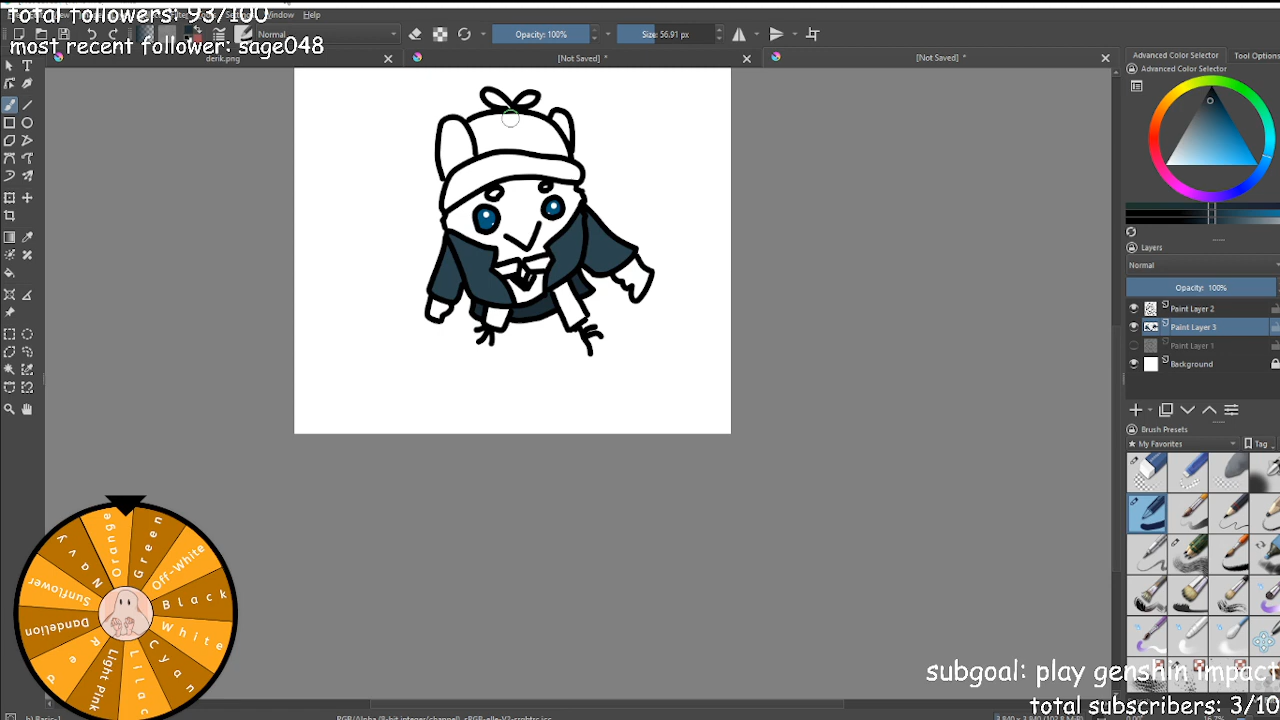 total followers: 93/100
Window
Help
most recent follower: sage048
Normal
Opacity: 100%
Size: 56.91 px
derik.png
[Not Saved] *
[Not Saved] *
Advanced Color Selector
Tool Options
Advanced Color Selector
Layers
Normal
Opacity: 100%
Paint Layer 2
Paint Layer 3
Paint Layer 1
Background
Brush Presets
My Favorites
Tag
Orange
Green
Off-White
Black
White
Cyan
Lilac
Light Pink
Red
Dandelion
Sunflower
Navy
subgoal: play genshin impact
total subscribers: 3/10